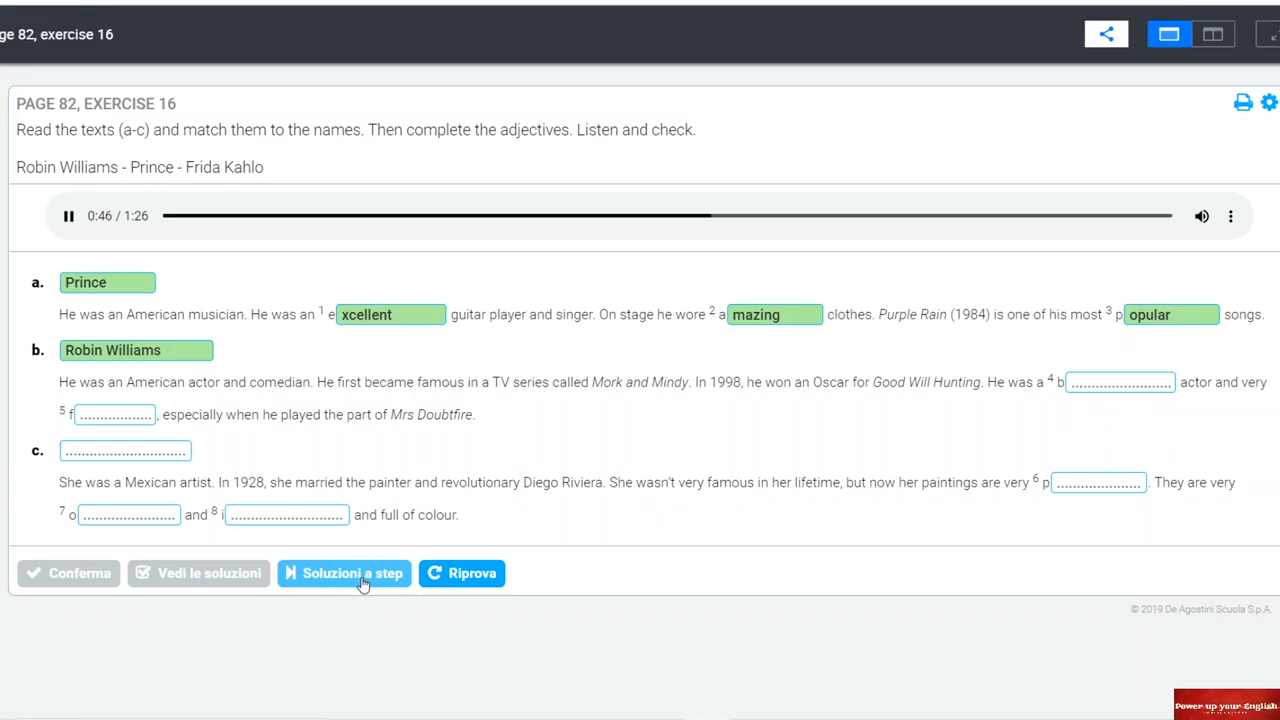 ge 82, exercise 16
PAGE 82, EXERCISE 16
Read the texts (a-c) and match them to the names. Then complete the adjectives. Listen and check.
Robin Williams - Prince - Frida Kahlo
0:46 / 1:26
a. Prince
He was an American musician. He was an 1 e xcellent guitar player and singer. On stage he wore 2 a mazing clothes. Purple Rain (1984) is one of his most 3 p opular songs.
b. Robin Williams
He was an American actor and comedian. He first became famous in a TV series called Mork and Mindy. In 1998, he won an Oscar for Good Will Hunting. He was a 4 b ........................ actor and very
5 f ................., especially when he played the part of Mrs Doubtfire.
c. .............................
She was a Mexican artist. In 1928, she married the painter and revolutionary Diego Riviera. She wasn't very famous in her lifetime, but now her paintings are very 6 p .................... . They are very
7 o ...................... and 8 i ........................... and full of colour.
Conferma Vedi le soluzioni Soluzioni a step Riprova
© 2019 De Agostini Scuola S.p.A.
Power up your English